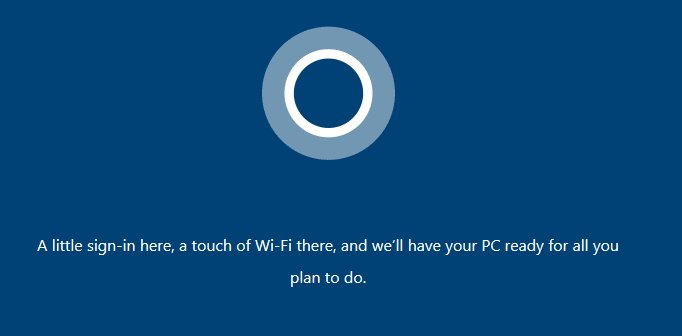 A little sign-in here, a touch of Wi-Fi there, and we’ll have your PC ready for all you
plan to do.